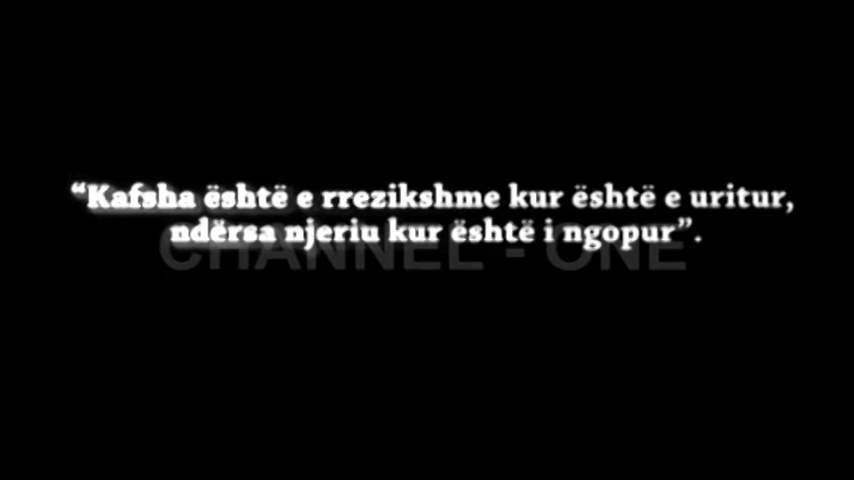 “Kafsha është e rrezikshme kur është e uritur,
ndërsa njeriu kur është i ngopur”.
CHANNEL - ONE